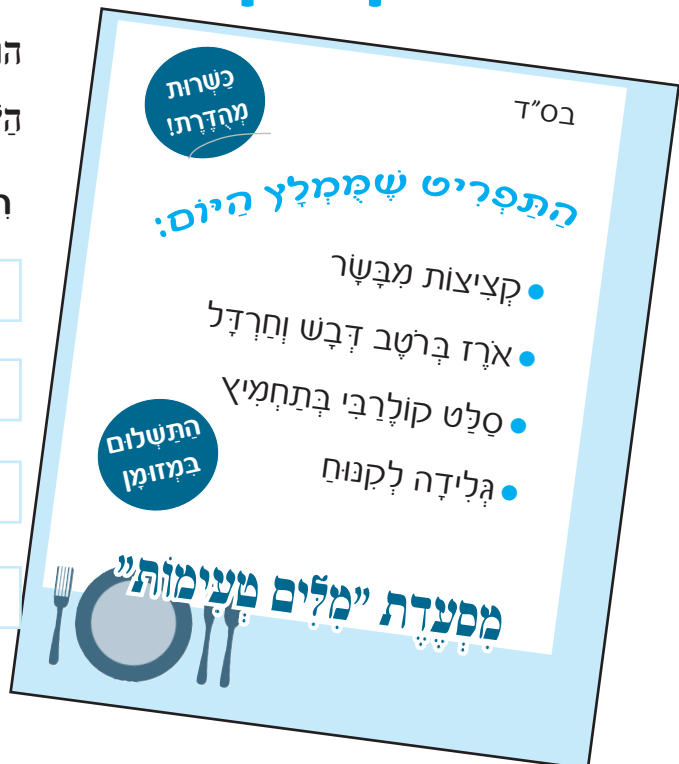 בס״ד
כַּשְׁרוּת
מְהֻדֶּרֶת!
הַתַּפְרִיט שֶׁמֻּמְלָץ הַיּוֹם:
קְצִיצוֹת מִבָּשָׂר
אֹרֶז בְּרֹטֶב דְּבַשׁ וְחַרְדָּל
סַלַּט קוֹלֶרַבִּי בְּתַחְמִיץ
גְּלִידָה לְקִנּוּחַ
הַתַּשְׁלוּם
בִּמְזוּמָן
מִסְעֶדֶת ״מִלִּים טְעִימוֹת״